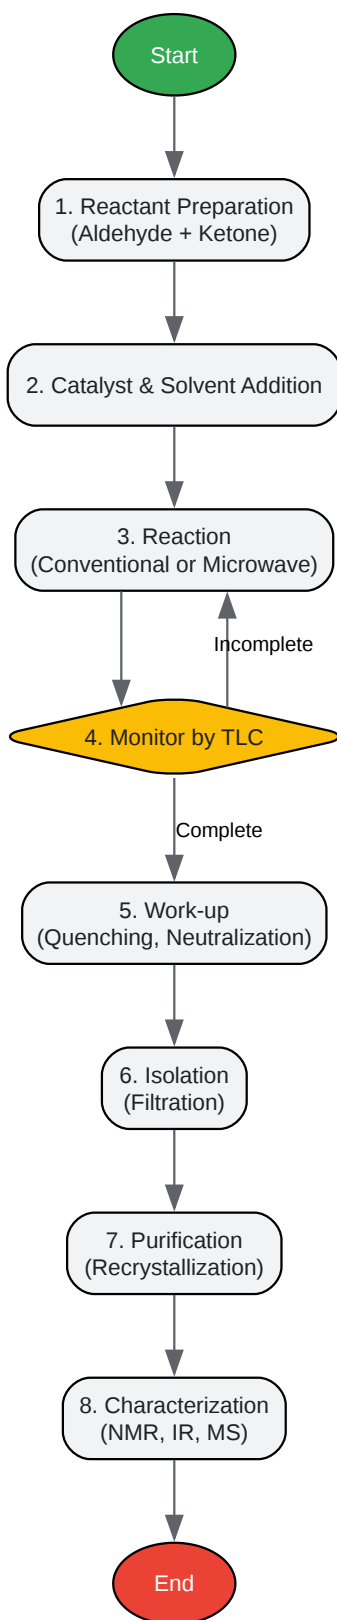 Start
1. Reactant Preparation
(Aldehyde + Ketone)
2. Catalyst & Solvent Addition
3. Reaction
(Conventional or Microwave)
Incomplete
4. Monitor by TLC
Complete
5. Work-up
(Quenching, Neutralization)
6. Isolation
(Filtration)
7. Purification
(Recrystallization)
8. Characterization
(NMR, IR, MS)
End